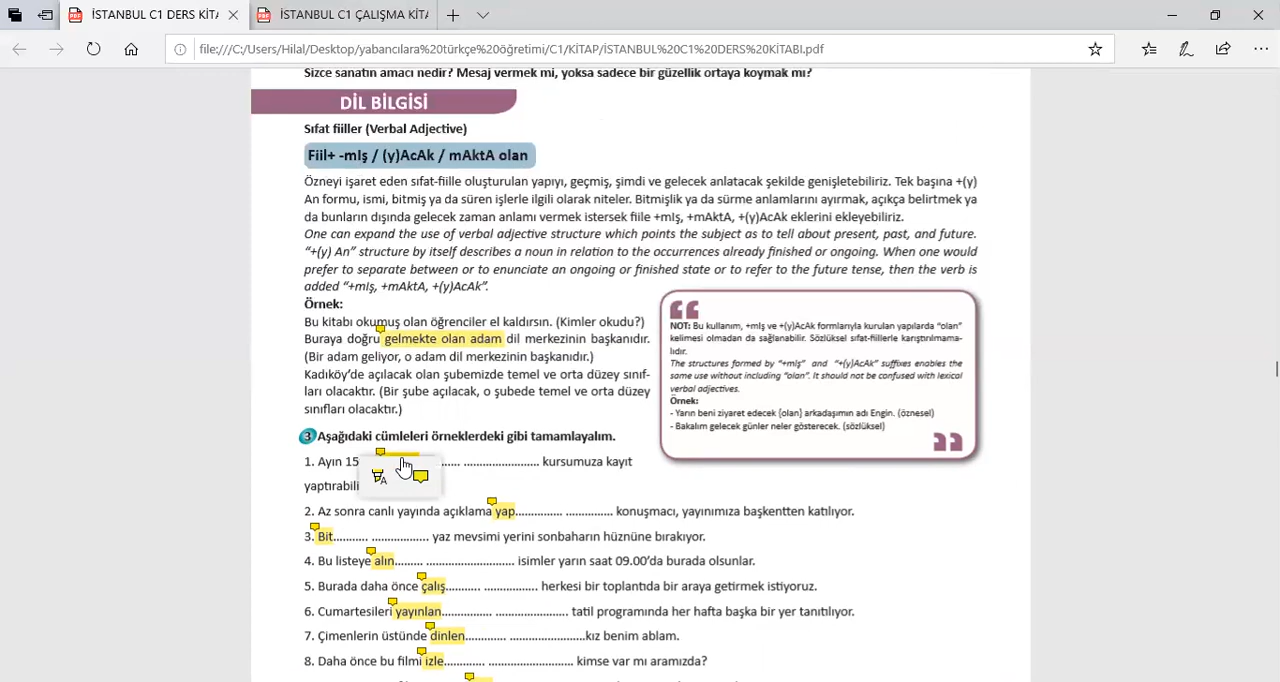 İSTANBUL C1 DERS KİTA
İSTANBUL C1 ÇALIŞMA KİTA
file:///C:/Users/Hilal/Desktop/yabancılara%20türkçe%20öğretimi/C1/KİTAP/İSTANBUL%20C1%20DERS%20KİTABI.pdf
Sizce sanatın amacı nedir? Mesaj vermek mi, yoksa sadece bir güzellik ortaya koymak mı?
DİL BİLGİSİ
Sıfat fiiller (Verbal Adjective)
Fiil+ -mIş / (y)AcAk / mAktA olan
Özneyi işaret eden sıfat-fiille oluşturulan yapıyı, geçmiş, şimdi ve gelecek anlatacak şekilde genişletebiliriz. Tek başına +(y)
An formu, ismi, bitmiş ya da süren işlerle ilgili olarak niteler. Bitmişlik ya da sürme anlamlarını ayırmak, açıkça belirtmek ya
da bunların dışında gelecek zaman anlamı vermek istersek fiile +mIş, +mAktA, +(y)AcAk eklerini ekleyebiliriz.
One can expand the use of verbal adjective structure which points the subject as to tell about present, past, and future.
"+(y) An" structure by itself describes a noun in relation to the occurrences already finished or ongoing. When one would
prefer to separate between or to enunciate an ongoing or finished state or to refer to the future tense, then the verb is
added "+mIş, +mAktA, +(y)AcAk".
Örnek:
Bu kitabı okumuş olan öğrenciler el kaldırsın. (Kimler okudu?)
Buraya doğru gelmekte olan adam dil merkezinin başkanıdır.
(Bir adam geliyor, o adam dil merkezinin başkanıdır.)
Kadıköy'de açılacak olan şubemizde temel ve orta düzey sınıf-
ları olacaktır. (Bir şube açılacak, o şubede temel ve orta düzey
sınıfları olacaktır.)
NOT: Bu kullanım, +mIş ve +(y)AcAk formlarıyla kurulan yapılarda "olan"
kelimesi olmadan da sağlanabilir. Sözlüksel sıfat-fiillerle karıştırılmama-
lıdır.
The structures formed by "+mIş" and "+(y)AcAk" suffixes enables the
same use without including "olan". It should not be confused with lexical
verbal adjectives.
Örnek:
- Yarın beni ziyaret edecek {olan} arkadaşımın adı Engin. (öznesel)
- Bakalım gelecek günler neler gösterecek. (sözlüksel)
3 Aşağıdaki cümleleri örneklerdeki gibi tamamlayalım.
1. Ayın 15 ...... ........................ kursumuza kayıt
yaptırabili
2. Az sonra canlı yayında açıklama yap.............. .............. konuşmacı, yayınımıza başkentten katılıyor.
3. Bit........... ................. yaz mevsimi yerini sonbaharın hüznüne bırakıyor.
4. Bu listeye alın......... ........................... isimler yarın saat 09.00'da burada olsunlar.
5. Burada daha önce çalış........... ................ herkesi bir toplantıda bir araya getirmek istiyoruz.
6. Cumartesileri yayınlan............... ...................... tatil programında her hafta başka bir yer tanıtılıyor.
7. Çimenlerin üstünde dinlen............. .......................kız benim ablam.
8. Daha önce bu filmi izle............. .......................... kimse var mı aramızda?